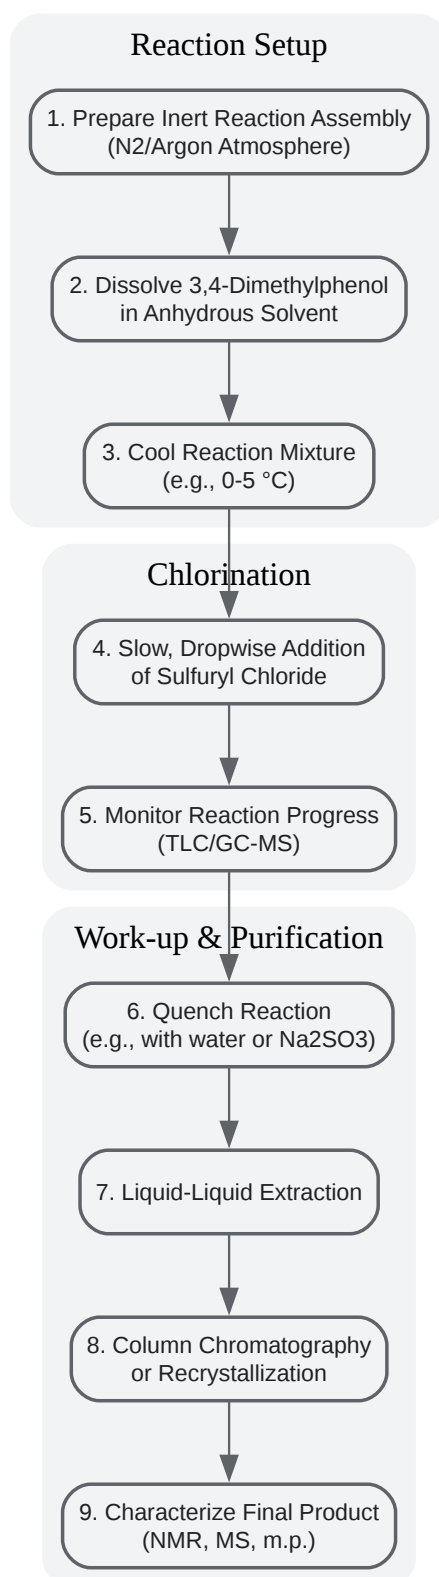 Reaction Setup
1. Prepare Inert Reaction Assembly
(N2/Argon Atmosphere)
2. Dissolve 3,4-Dimethylphenol
in Anhydrous Solvent
3. Cool Reaction Mixture
(e.g., 0-5 °C)
Chlorination
4. Slow, Dropwise Addition
of Sulfuryl Chloride
5. Monitor Reaction Progress
(TLC/GC-MS)
Work-up & Purification
6. Quench Reaction
(e.g., with water or Na2SO3)
7. Liquid-Liquid Extraction
8. Column Chromatography
or Recrystallization
9. Characterize Final Product
(NMR, MS, m.p.)